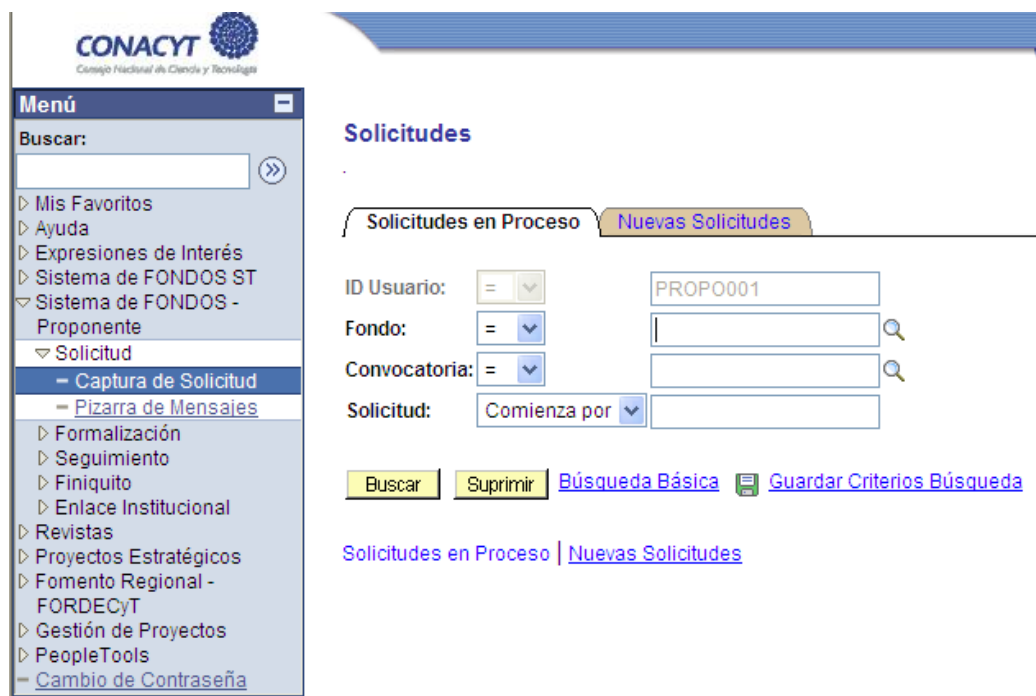 CONACYT
Consejo Nacional de Ciencia y Tecnología
Menú
Buscar:
Mis Favoritos
Ayuda
Expresiones de Interés
Sistema de FONDOS ST
Sistema de FONDOS -
Proponente
Solicitud
Captura de Solicitud
Pizarra de Mensajes
Formalización
Seguimiento
Finiquito
Enlace Institucional
Revistas
Proyectos Estratégicos
Fomento Regional -
FORDECyT
Gestión de Proyectos
PeopleTools
Cambio de Contraseña
Solicitudes
.
Solicitudes en Proceso Nuevas Solicitudes
ID Usuario: = PROPO001
Fondo: =
Convocatoria: =
Solicitud: Comienza por
Buscar Suprimir Búsqueda Básica Guardar Criterios Búsqueda
Solicitudes en Proceso | Nuevas Solicitudes